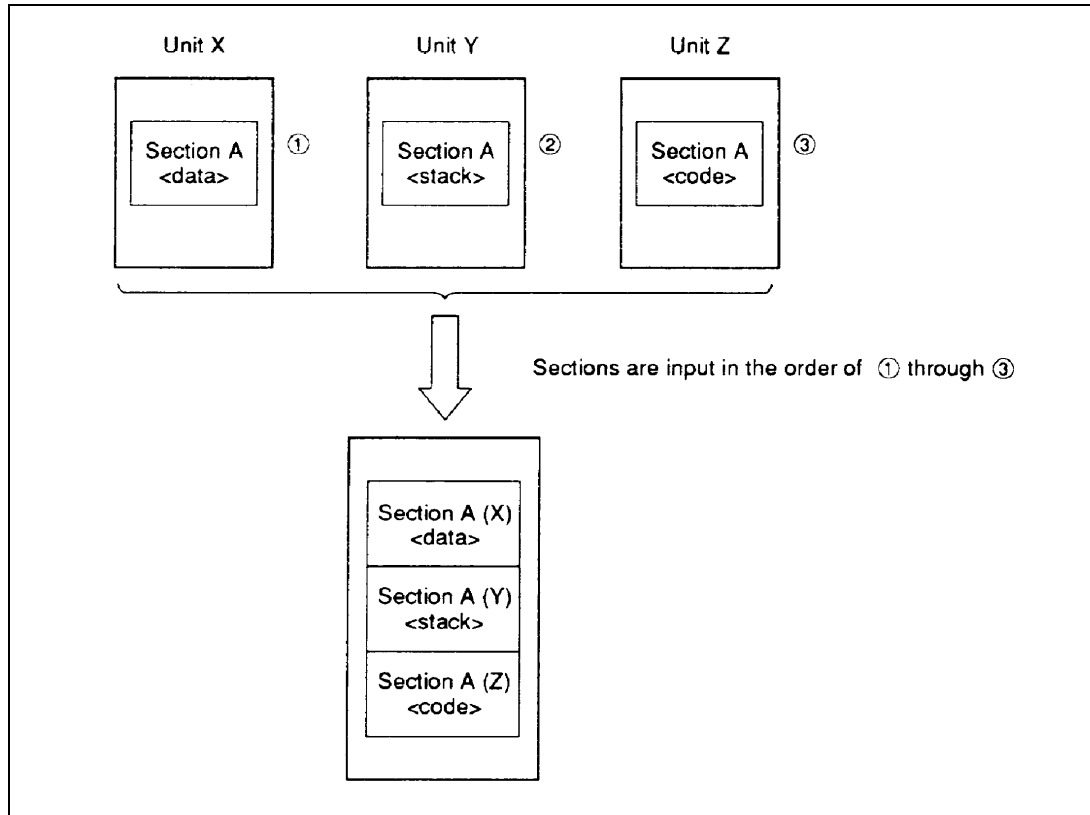 Unit X
Unit Y
Unit Z
Section A
<data>
①
Section A
<stack>
②
Section A
<code>
③
Sections are input in the order of ① through ③
Section A (X)
<data>
Section A (Y)
<stack>
Section A (Z)
<code>